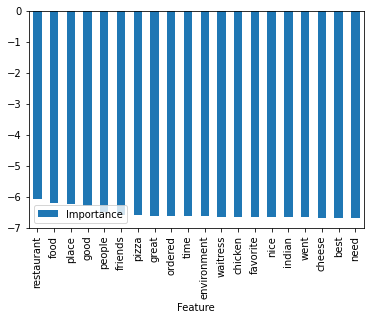 0
−1
−2
−3
−4
−5
−6
−7
Importance
restaurant
food
place
good
people
friends
pizza
great
ordered
time
environment
waitress
chicken
favorite
nice
indian
went
cheese
best
need
Feature